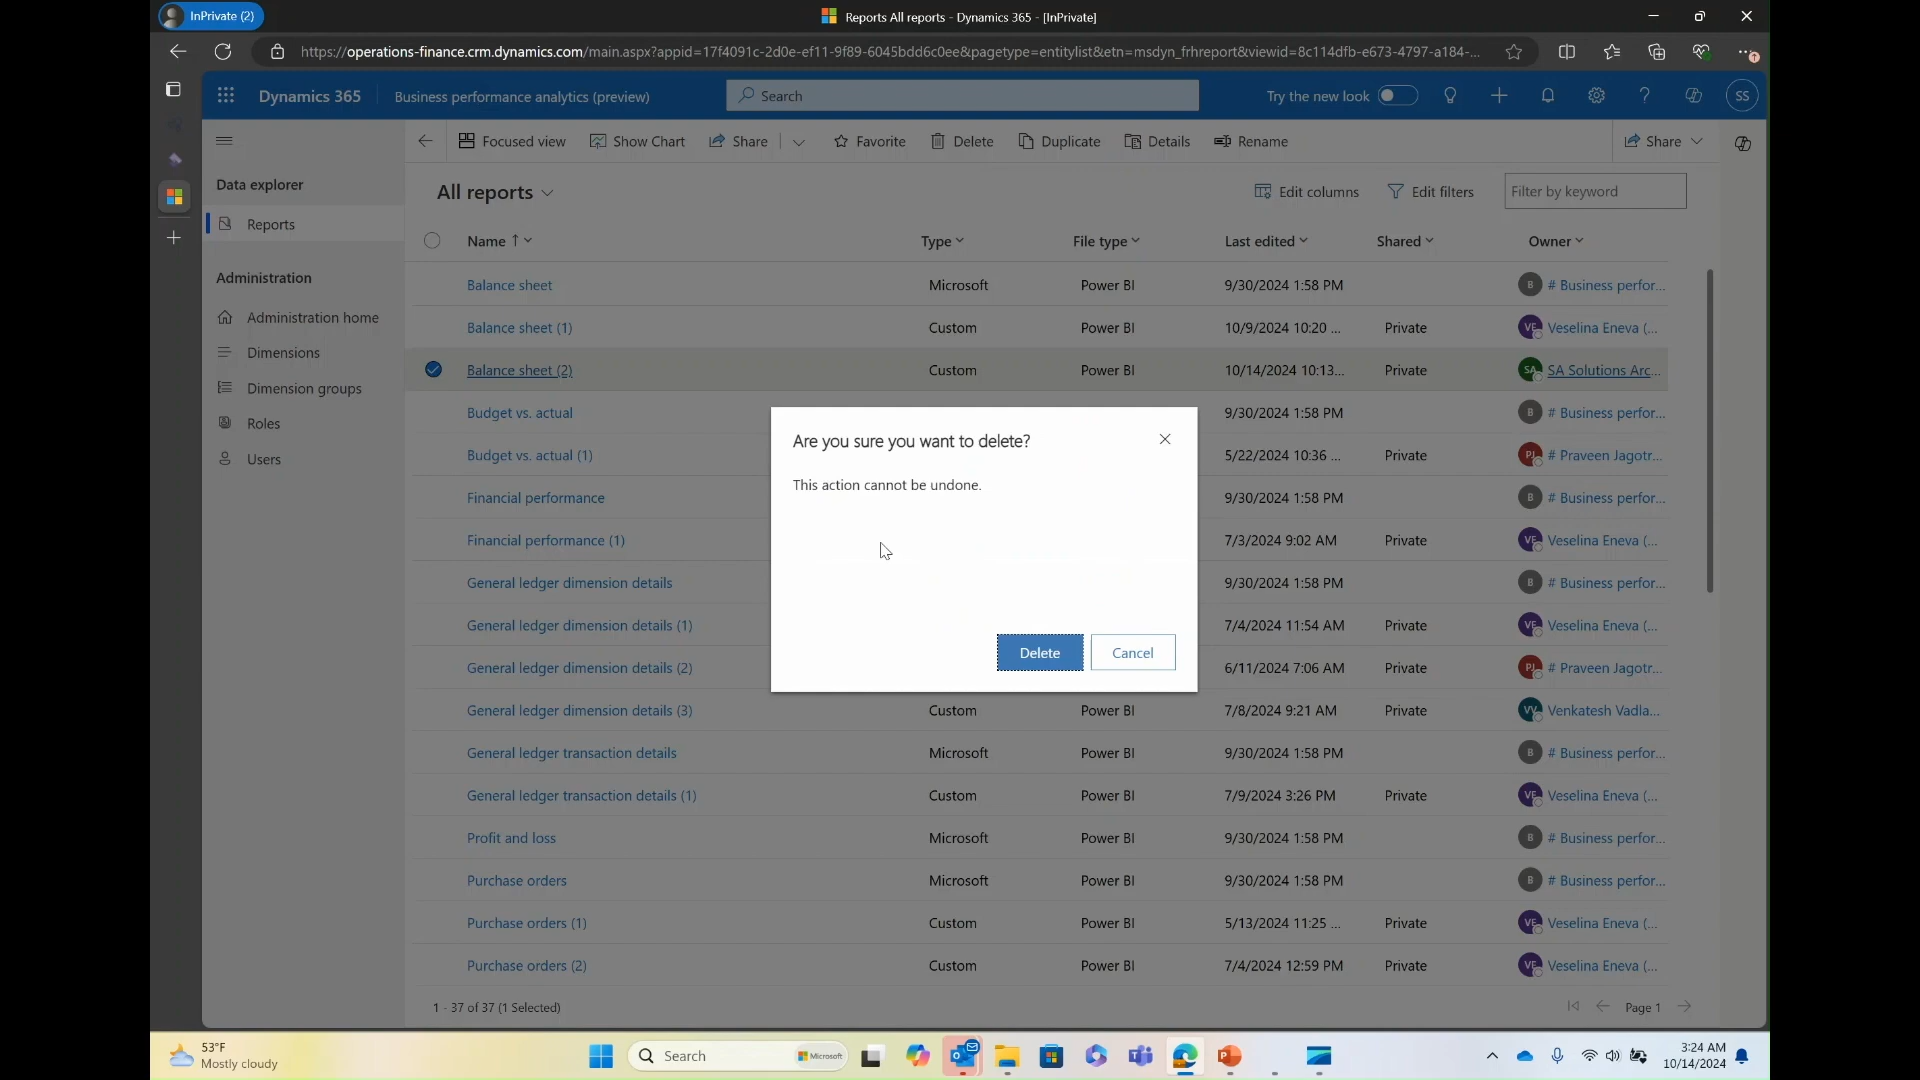 InPrivate (2)
Reports All reports - Dynamics 365 - [InPrivate]
https://operations-finance.crm.dynamics.com/main.aspx?appid=17f4091c-2d0e-ef11-9f89-6045bdd6c0ee&pagetype=entitylist&etn=msdyn_frhreport&viewid=8c114dfb-e673-4797-a184-...
Dynamics 365
Business performance analytics (preview)
Search
Try the new look
SS
Focused view
Show Chart
Share
Favorite
Delete
Duplicate
Details
Rename
Share
Data explorer
Reports
Administration
Administration home
Dimensions
Dimension groups
Roles
Users
All reports
Edit columns
Edit filters
Filter by keyword
Name ↑ Type File type Last edited Shared Owner
Balance sheet Microsoft Power BI 9/30/2024 1:58 PM B # Business perfor...
Balance sheet (1) Custom Power BI 10/9/2024 10:20 ... Private VE Veselina Eneva (...
Balance sheet (2) Custom Power BI 10/14/2024 10:13... Private SA SA Solutions Arc...
Budget vs. actual 9/30/2024 1:58 PM B # Business perfor...
Budget vs. actual (1) 5/22/2024 10:36 ... Private PJ # Praveen Jagotr...
Financial performance 9/30/2024 1:58 PM B # Business perfor...
Financial performance (1) 7/3/2024 9:02 AM Private VE Veselina Eneva (...
General ledger dimension details 9/30/2024 1:58 PM B # Business perfor...
General ledger dimension details (1) 7/4/2024 11:54 AM Private VE Veselina Eneva (...
General ledger dimension details (2) 6/11/2024 7:06 AM Private PJ # Praveen Jagotr...
General ledger dimension details (3) Custom Power BI 7/8/2024 9:21 AM Private VV Venkatesh Vadla...
General ledger transaction details Microsoft Power BI 9/30/2024 1:58 PM B # Business perfor...
General ledger transaction details (1) Custom Power BI 7/9/2024 3:26 PM Private VE Veselina Eneva (...
Profit and loss Microsoft Power BI 9/30/2024 1:58 PM B # Business perfor...
Purchase orders Microsoft Power BI 9/30/2024 1:58 PM B # Business perfor...
Purchase orders (1) Custom Power BI 5/13/2024 11:25 ... Private VE Veselina Eneva (...
Purchase orders (2) Custom Power BI 7/4/2024 12:59 PM Private VE Veselina Eneva (...
1 - 37 of 37 (1 Selected)
Page 1
Are you sure you want to delete?
This action cannot be undone.
Delete
Cancel
53°F
Mostly cloudy
Search
Microsoft
3:24 AM
10/14/2024